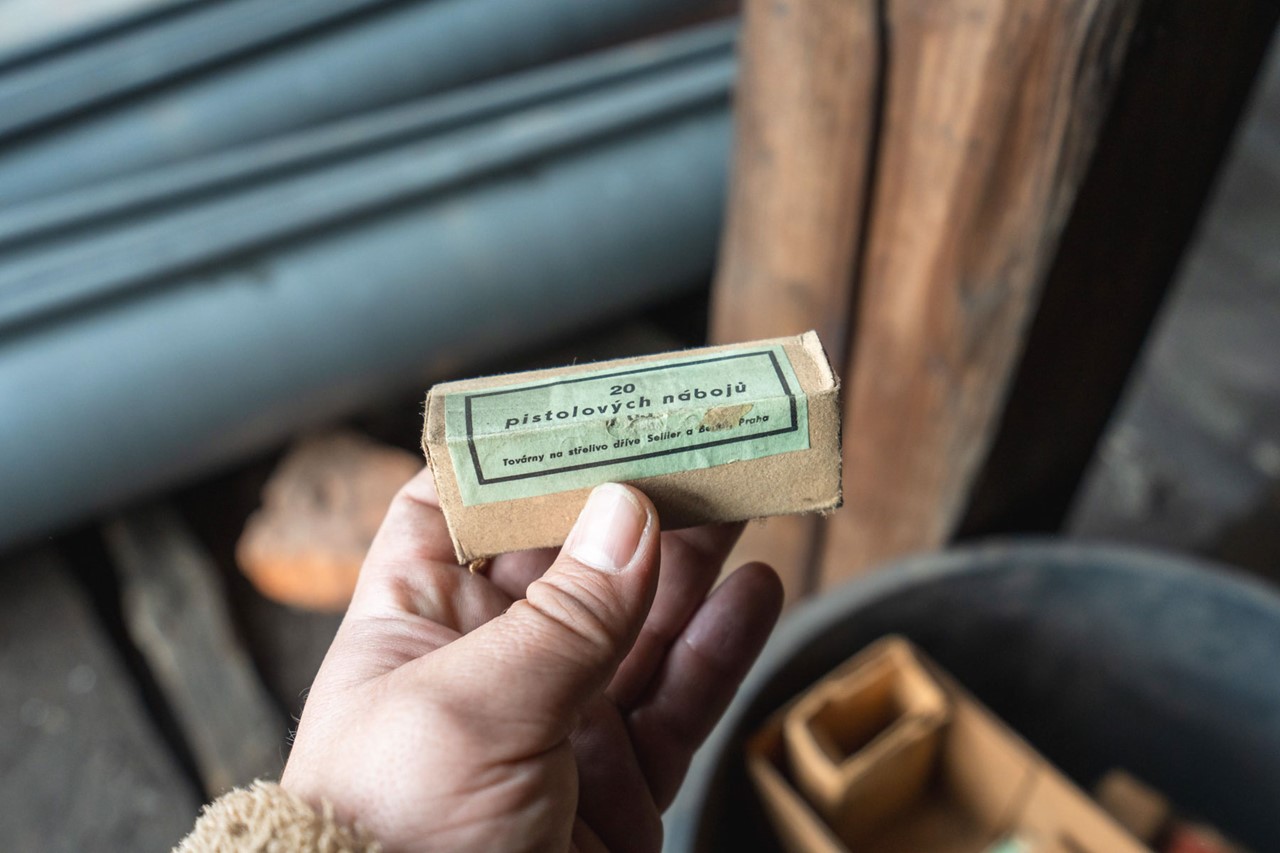 20
pistolových nábojů
Továrny na střelivo dříve Sellier a Praha